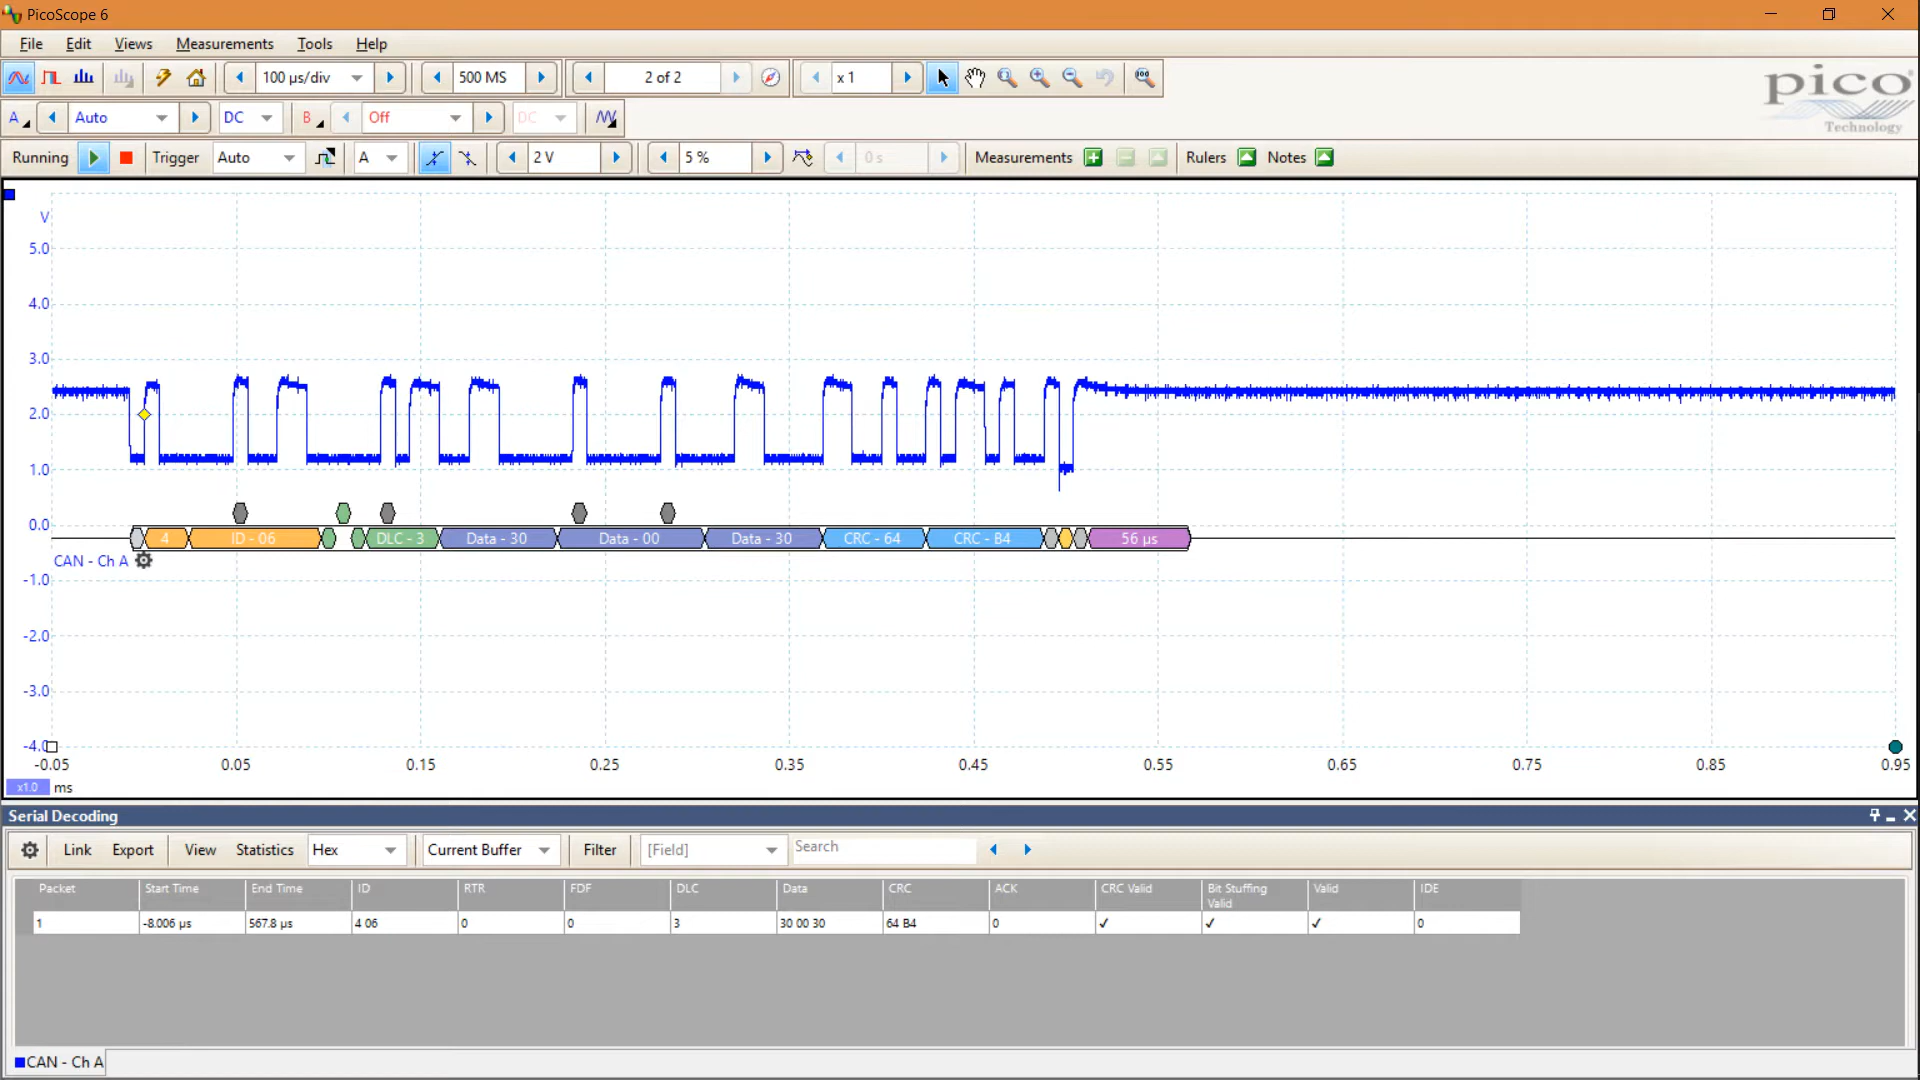 PicoScope 6
File Edit Views Measurements Tools Help
100 µs/div 500 MS 2 of 2 x 1
pico
Technology
A Auto DC B Off DC
Running Trigger Auto A 2 V 5 % 0 s Measurements Rulers Notes
V
5.0
4.0
3.0
2.0
1.0
0.0
4 ID - 06 DLC - 3 Data - 30 Data - 00 Data - 30 CRC - 64 CRC - B4 56 µs
CAN - Ch A
-1.0
-2.0
-3.0
-4.0
-0.05 0.05 0.15 0.25 0.35 0.45 0.55 0.65 0.75 0.85 0.95
x1.0 ms
Serial Decoding
Link Export View Statistics Hex Current Buffer Filter [Field] Search
Packet Start Time End Time ID RTR FDF DLC Data CRC ACK CRC Valid Bit Stuffing Valid Valid IDE
1 -8.006 µs 567.8 µs 4 06 0 0 3 30 00 30 64 B4 0 ✓ ✓ ✓ 0
CAN - Ch A